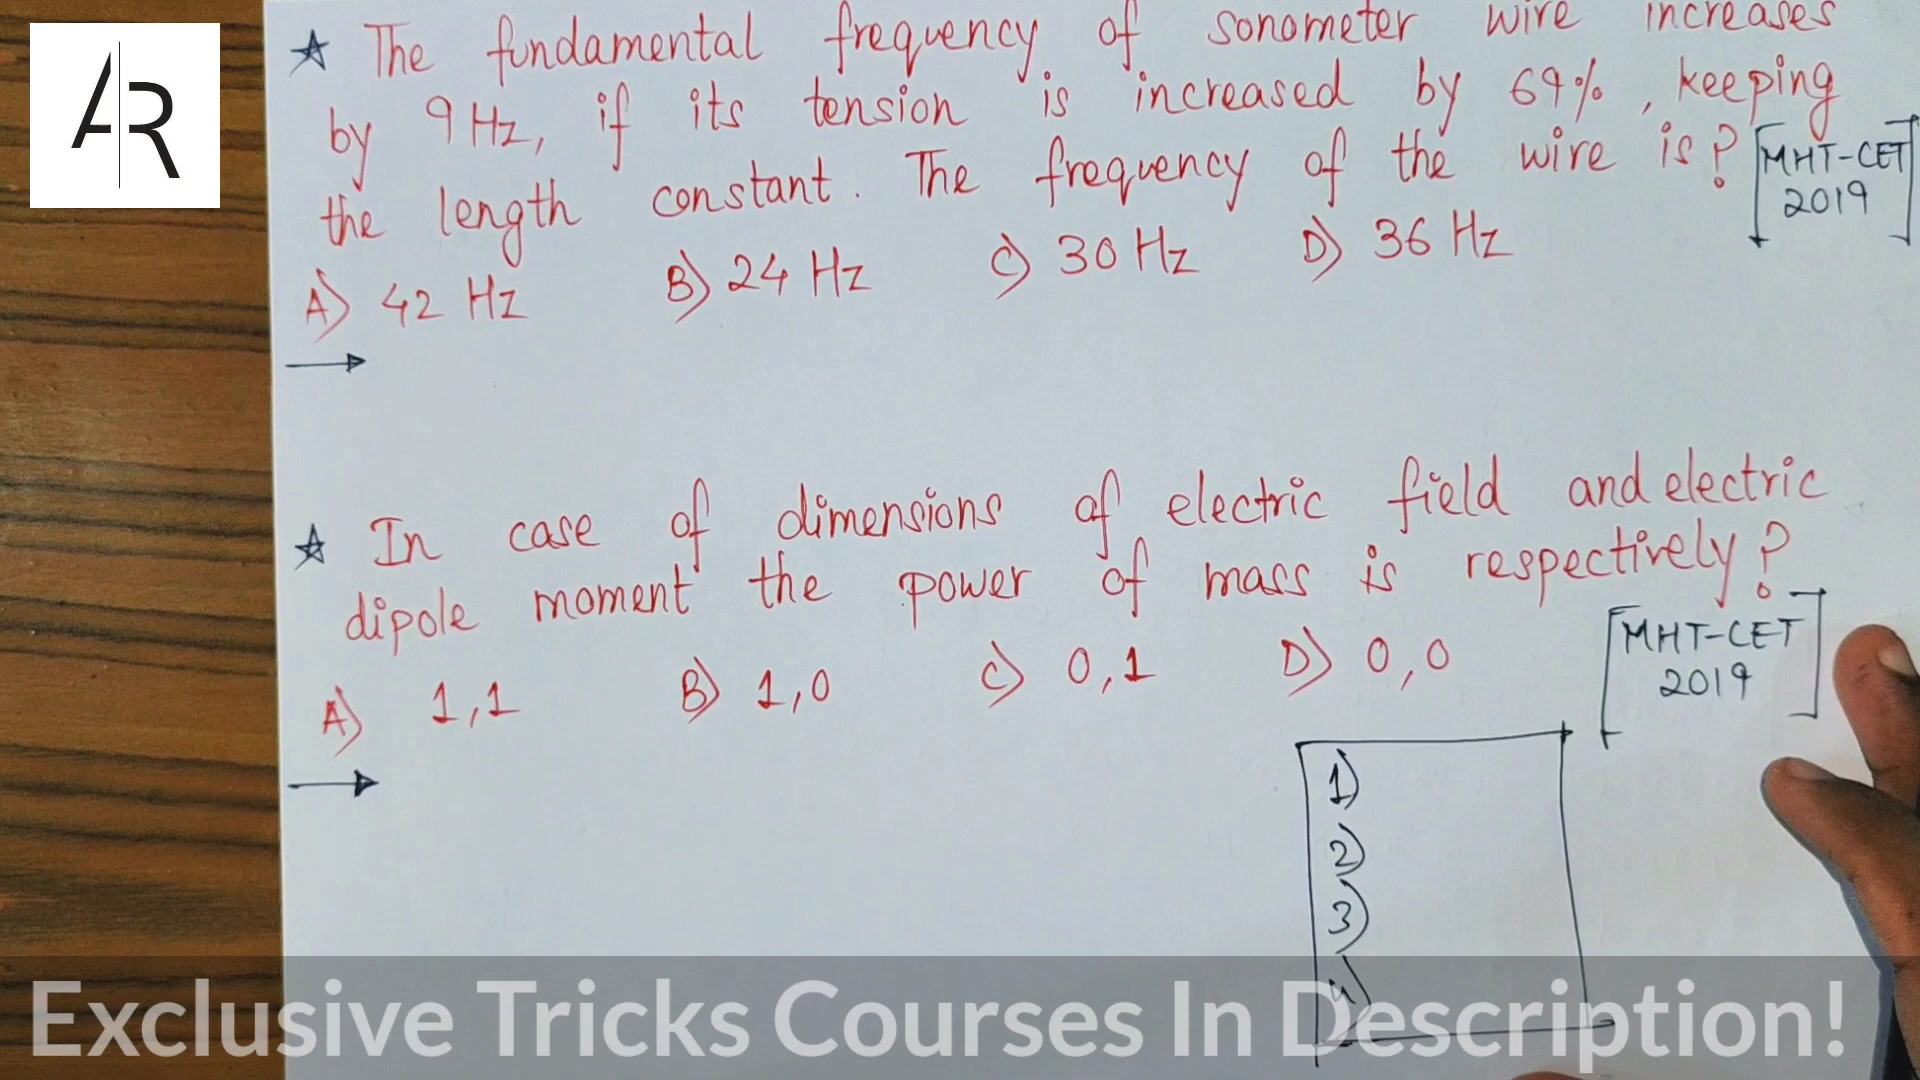 AR
★ The fundamental frequency of sonometer wire increases
by 9 Hz, if its tension is increased by 69%, keeping
the length constant. The frequency of the wire is? [MHT-CET
2019]
A) 42 Hz B) 24 Hz C) 30 Hz D) 36 Hz
→
★ In case of dimensions of electric field and electric
dipole moment the power of mass is respectively?
[MHT-CET
2019]
A) 1,1 B) 1,0 C) 0,1 D) 0,0
→
1)
2)
3)
4)
Exclusive Tricks Courses In Description!